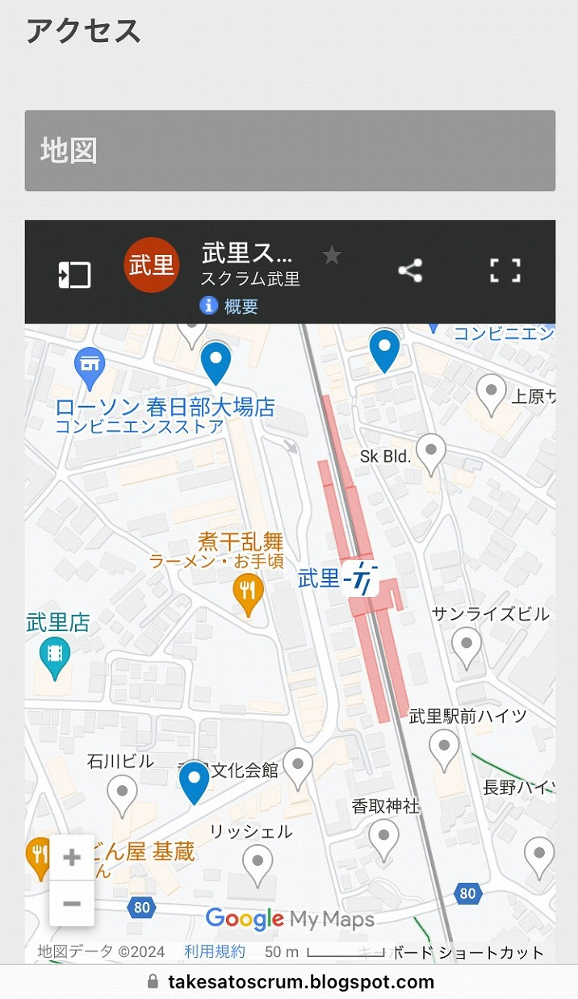 アクセス
地図
武里
武里ス...
スクラム武里
概要
コンビニエン
ローソン 春日部大場店
コンビニエンスストア
上原サ
Sk Bld.
煮干乱舞
ラーメン・お手頃
武里
サンライズビル
武里店
武里駅前ハイツ
石川ビル
文化会館
長野ハイツ
香取神社
リッシェル
どん屋 基蔵
ん
80
80
Google My Maps
地図データ ©2024
利用規約
50 m
キーボード ショートカット
takesatoscrum.blogspot.com